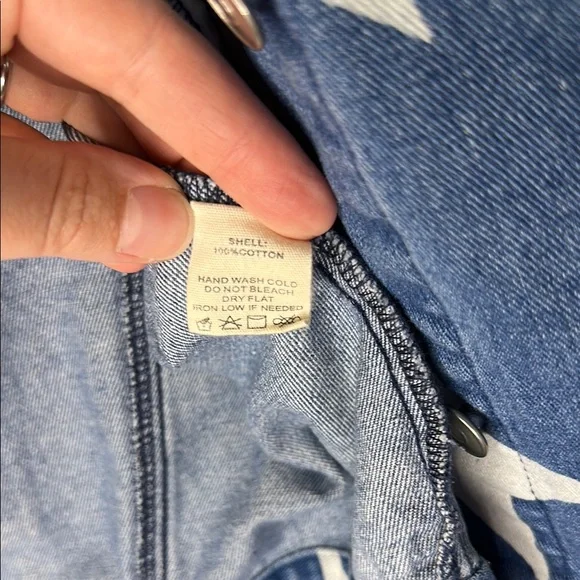 SHELL:
100%COTTON
HAND WASH COLD
DO NOT BLEACH
DRY FLAT
IRON LOW IF NEEDED